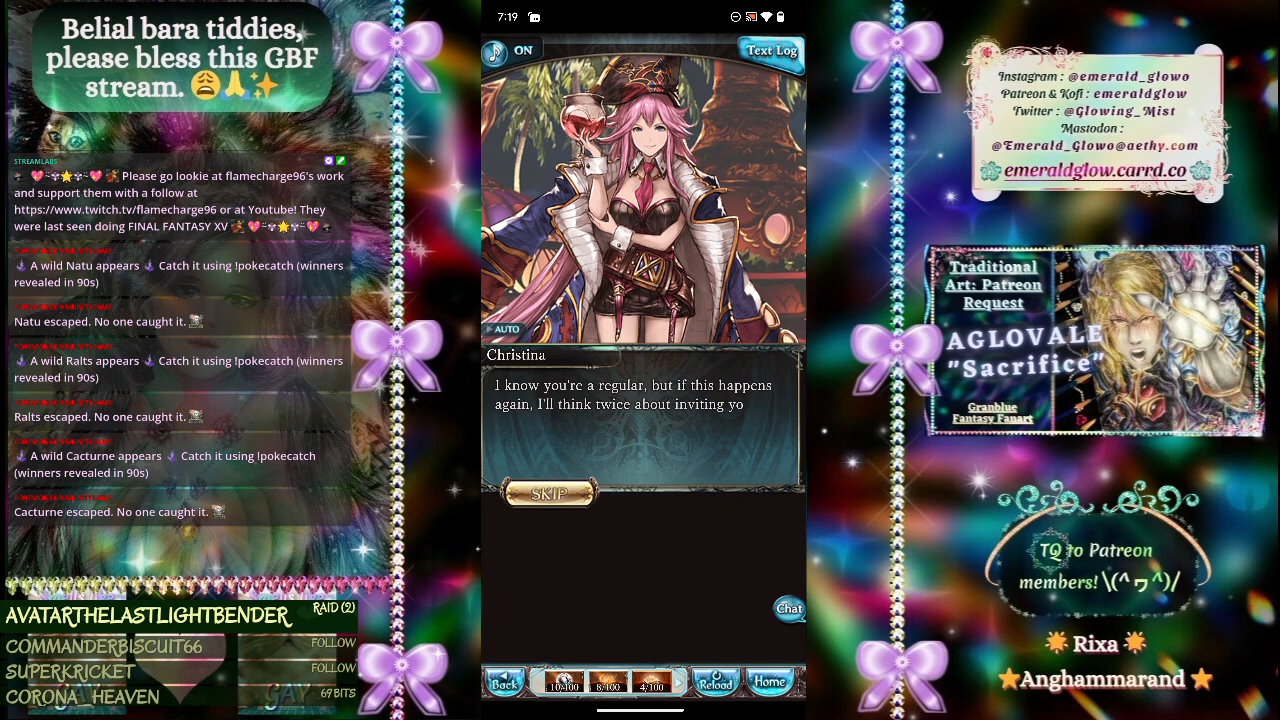 Belial bara tiddies,
please bless this GBF
stream. 😩🙏✨
STREAMLABS
Please go lookie at flamecharge96's work
and support them with a follow at
https://www.twitch.tv/flamecharge96 or at Youtube! They
were last seen doing FINAL FANTASY XV
A wild Natu appears Catch it using !pokecatch (winners
revealed in 90s)
Natu escaped. No one caught it.
A wild Ralts appears Catch it using !pokecatch (winners
revealed in 90s)
Ralts escaped. No one caught it.
A wild Cacturne appears Catch it using !pokecatch
(winners revealed in 90s)
Cacturne escaped. No one caught it.
AVATARTHELASTLIGHTBENDER RAID (2)
COMMANDERBISCUIT66 FOLLOW
SUPERKRICKET FOLLOW
CORONA_HEAVEN 69 BITS
7:19
ON
Text Log
AUTO
Christina
I know you're a regular, but if this happens
again, I'll think twice about inviting yo
SKIP
Chat
Back
10/100
8/100
4/100
Reload
Home
Instagram : @emerald_glowo
Patreon & Kofi : emeraldglow
Twitter : @Glowing_Mist
Mastodon :
@Emerald_Glowo@aethy.com
emeraldglow.carrd.co
Traditional
Art: Patreon
Request
AGLOVALE
"Sacrifice"
Granblue
Fantasy Fanart
TQ to Patreon
members! \(^ヮ^)/
Rixa
Anghammarand